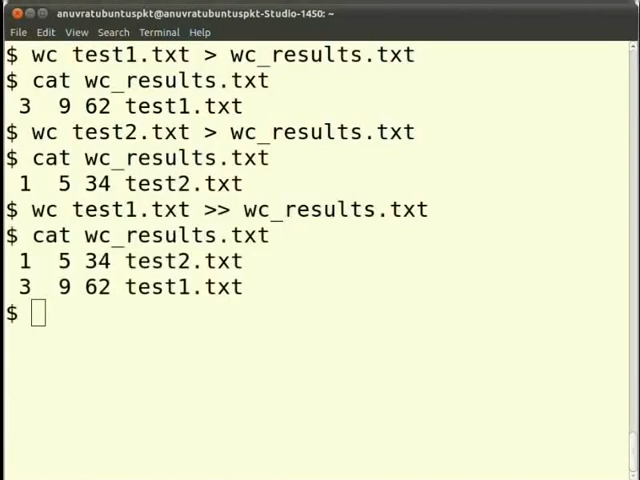 anuvratubuntuspkt@anuvratubuntuspkt-Studio-1450: ~
File Edit View Search Terminal Help
$ wc test1.txt > wc_results.txt
$ cat wc_results.txt
 3  9 62 test1.txt
$ wc test2.txt > wc_results.txt
$ cat wc_results.txt
 1  5 34 test2.txt
$ wc test1.txt >> wc_results.txt
$ cat wc_results.txt
 1  5 34 test2.txt
 3  9 62 test1.txt
$